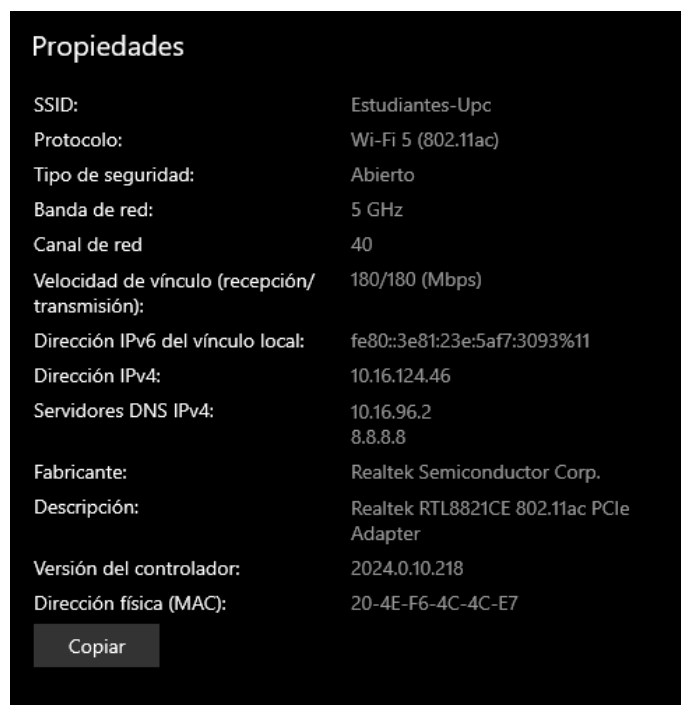 Propiedades
SSID: Estudiantes-Upc
Protocolo: Wi-Fi 5 (802.11ac)
Tipo de seguridad: Abierto
Banda de red: 5 GHz
Canal de red 40
Velocidad de vínculo (recepción/ 180/180 (Mbps)
transmisión):
Dirección IPv6 del vínculo local: fe80::3e81:23e:5af7:3093%11
Dirección IPv4: 10.16.124.46
Servidores DNS IPv4: 10.16.96.2
8.8.8.8
Fabricante: Realtek Semiconductor Corp.
Descripción: Realtek RTL8821CE 802.11ac PCIe
Adapter
Versión del controlador: 2024.0.10.218
Dirección física (MAC): 20-4E-F6-4C-4C-E7
Copiar